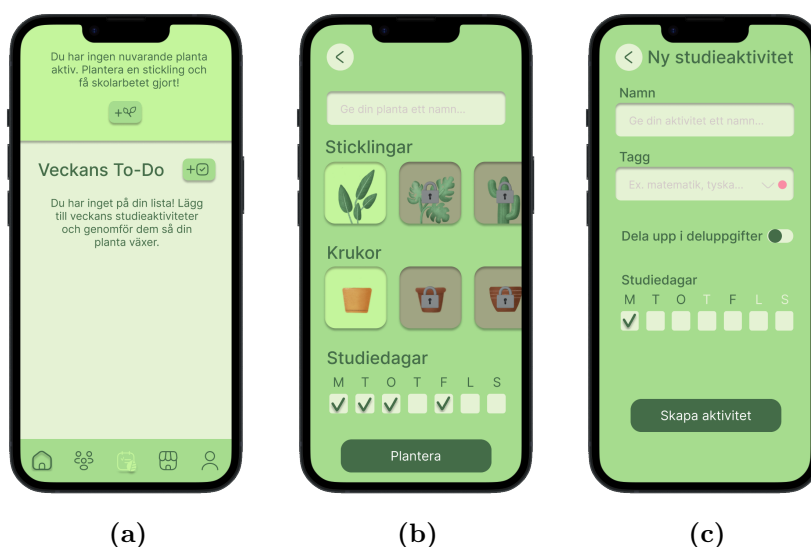 Du har ingen nuvarande planta
aktiv. Plantera en stickling och
få skolarbetet gjort!
Veckans To-Do
Du har inget på din lista! Lägg
till veckans studieaktiviteter
och genomför dem så din
planta växer.
(a)
Ge din planta ett namn...
Sticklingar
Krukor
Studiedagar
M T O T F L S
Plantera
(b)
Ny studieaktivitet
Namn
Ge din aktivitet ett namn...
Tagg
Ex. matematik, tyska...
Dela upp i deluppgifter
Studiedagar
M T O T F L S
Skapa aktivitet
(c)